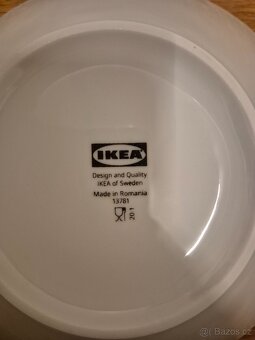 IKEA
Design and Quality
IKEA of Sweden
Made in Romania
13781